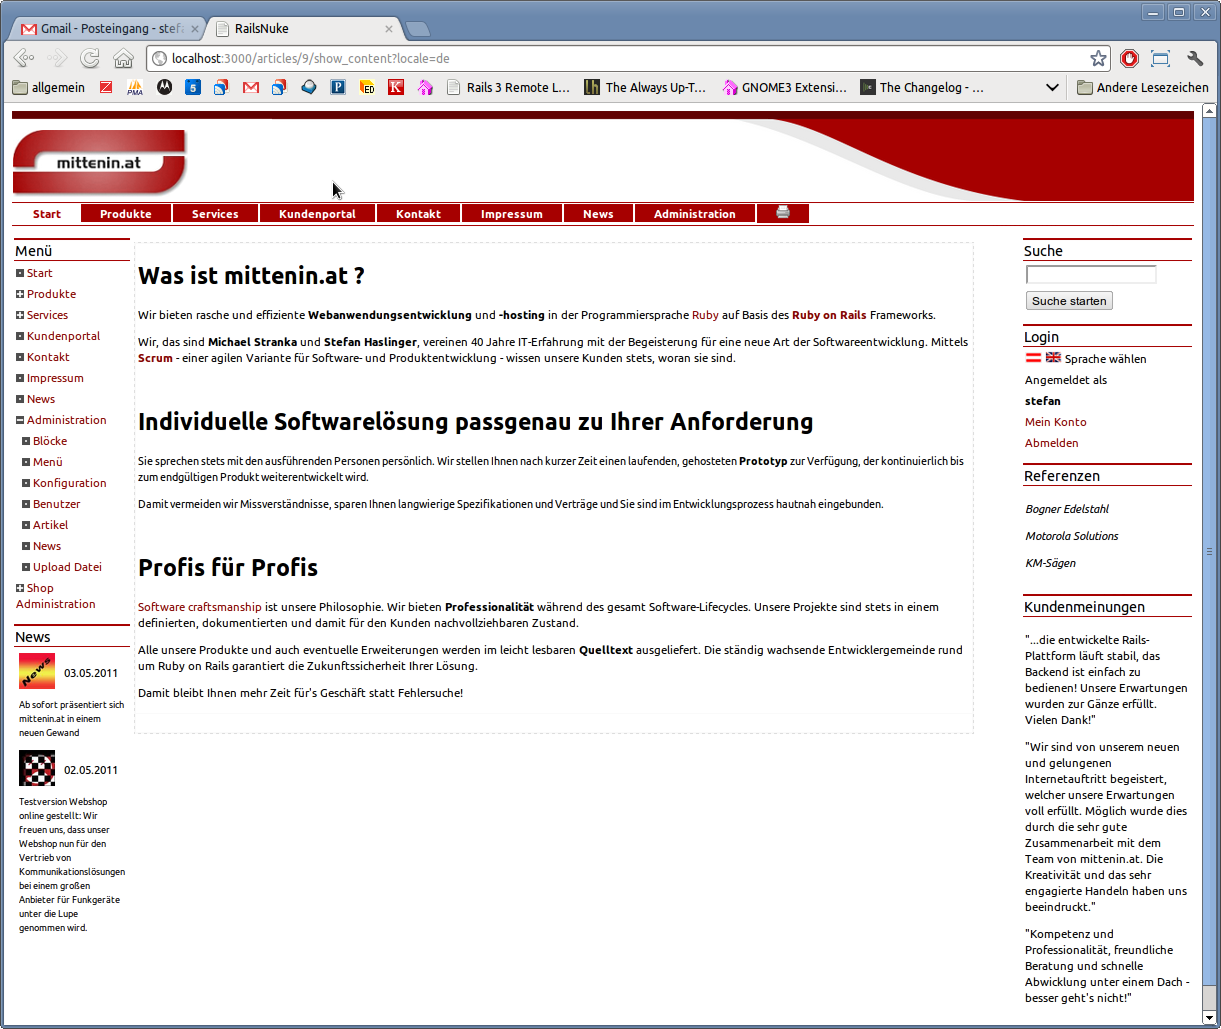 Gmail - Posteingang - stefa
RailsNuke
localhost:3000/articles/9/show_content?locale=de
allgemein
PMA
5
P
ED
K
Rails 3 Remote L...
lh
The Always Up-T...
GNOME3 Extensi...
The Changelog - ...
Andere Lesezeichen
mittenin.at
Start
Produkte
Services
Kundenportal
Kontakt
Impressum
News
Administration
Menü
Start
Produkte
Services
Kundenportal
Kontakt
Impressum
News
Administration
Blöcke
Menü
Konfiguration
Benutzer
Artikel
News
Upload Datei
Shop
Administration
News
News
03.05.2011
Ab sofort präsentiert sich
mittenin.at in einem
neuen Gewand
02.05.2011
Testversion Webshop
online gestellt: Wir
freuen uns, dass unser
Webshop nun für den
Vertrieb von
Kommunikationslösungen
bei einem großen
Anbieter für Funkgeräte
unter die Lupe
genommen wird.
Was ist mittenin.at ?
Wir bieten rasche und effiziente Webanwendungsentwicklung und -hosting in der Programmiersprache Ruby auf Basis des Ruby on Rails Frameworks.
Wir, das sind Michael Stranka und Stefan Haslinger, vereinen 40 Jahre IT-Erfahrung mit der Begeisterung für eine neue Art der Softwareentwicklung. Mittels
Scrum - einer agilen Variante für Software- und Produktentwicklung - wissen unsere Kunden stets, woran sie sind.
Individuelle Softwarelösung passgenau zu Ihrer Anforderung
Sie sprechen stets mit den ausführenden Personen persönlich. Wir stellen Ihnen nach kurzer Zeit einen laufenden, gehosteten Prototyp zur Verfügung, der kontinuierlich bis
zum endgültigen Produkt weiterentwickelt wird.
Damit vermeiden wir Missverständnisse, sparen Ihnen langwierige Spezifikationen und Verträge und Sie sind im Entwicklungsprozess hautnah eingebunden.
Profis für Profis
Software craftsmanship ist unsere Philosophie. Wir bieten Professionalität während des gesamt Software-Lifecycles. Unsere Projekte sind stets in einem
definierten, dokumentierten und damit für den Kunden nachvollziehbaren Zustand.
Alle unsere Produkte und auch eventuelle Erweiterungen werden im leicht lesbaren Quelltext ausgeliefert. Die ständig wachsende Entwicklergemeinde rund
um Ruby on Rails garantiert die Zukunftssicherheit Ihrer Lösung.
Damit bleibt Ihnen mehr Zeit für's Geschäft statt Fehlersuche!
Suche
Suche starten
Login
Sprache wählen
Angemeldet als
stefan
Mein Konto
Abmelden
Referenzen
Bogner Edelstahl
Motorola Solutions
KM-Sägen
Kundenmeinungen
"...die entwickelte Rails-
Plattform läuft stabil, das
Backend ist einfach zu
bedienen! Unsere Erwartungen
wurden zur Gänze erfüllt.
Vielen Dank!"
"Wir sind von unserem neuen
und gelungenen
Internetauftritt begeistert,
welcher unsere Erwartungen
voll erfüllt. Möglich wurde dies
durch die sehr gute
Zusammenarbeit mit dem
Team von mittenin.at. Die
Kreativität und das sehr
engagierte Handeln haben uns
beeindruckt."
"Kompetenz und
Professionalität, freundliche
Beratung und schnelle
Abwicklung unter einem Dach -
besser geht's nicht!"